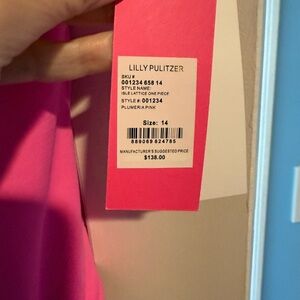 LILLY PULITZER
SKU #
001234 658 14
STYLE NAME:
ISLE LATTICE ONE PIECE
STYLE #: 001234
PLUMERIA PINK
Size: 14
889069 824785
MANUFACTURER'S SUGGESTED PRICE
$138.00